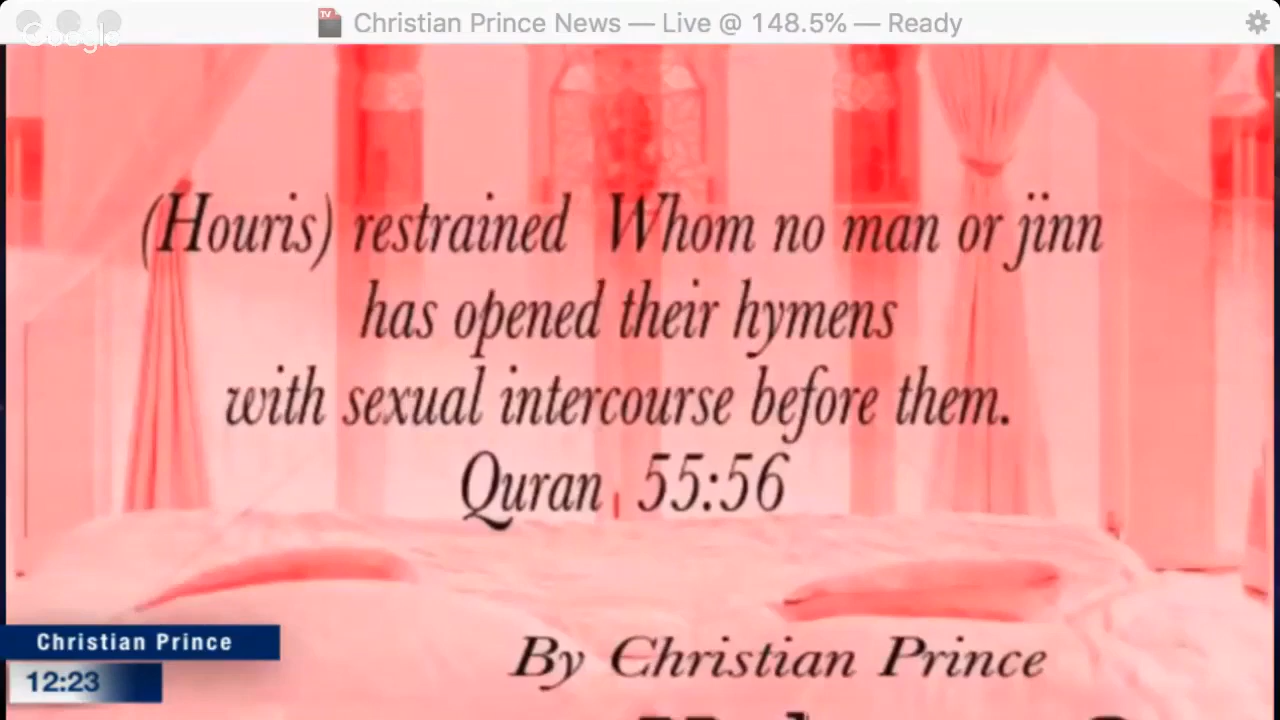 Christian Prince News — Live @ 148.5% — Ready
Google
(Houris) restrained Whom no man or jinn
has opened their hymens
with sexual intercourse before them.
Quran 55:56
Christian Prince
12:23
By Christian Prince